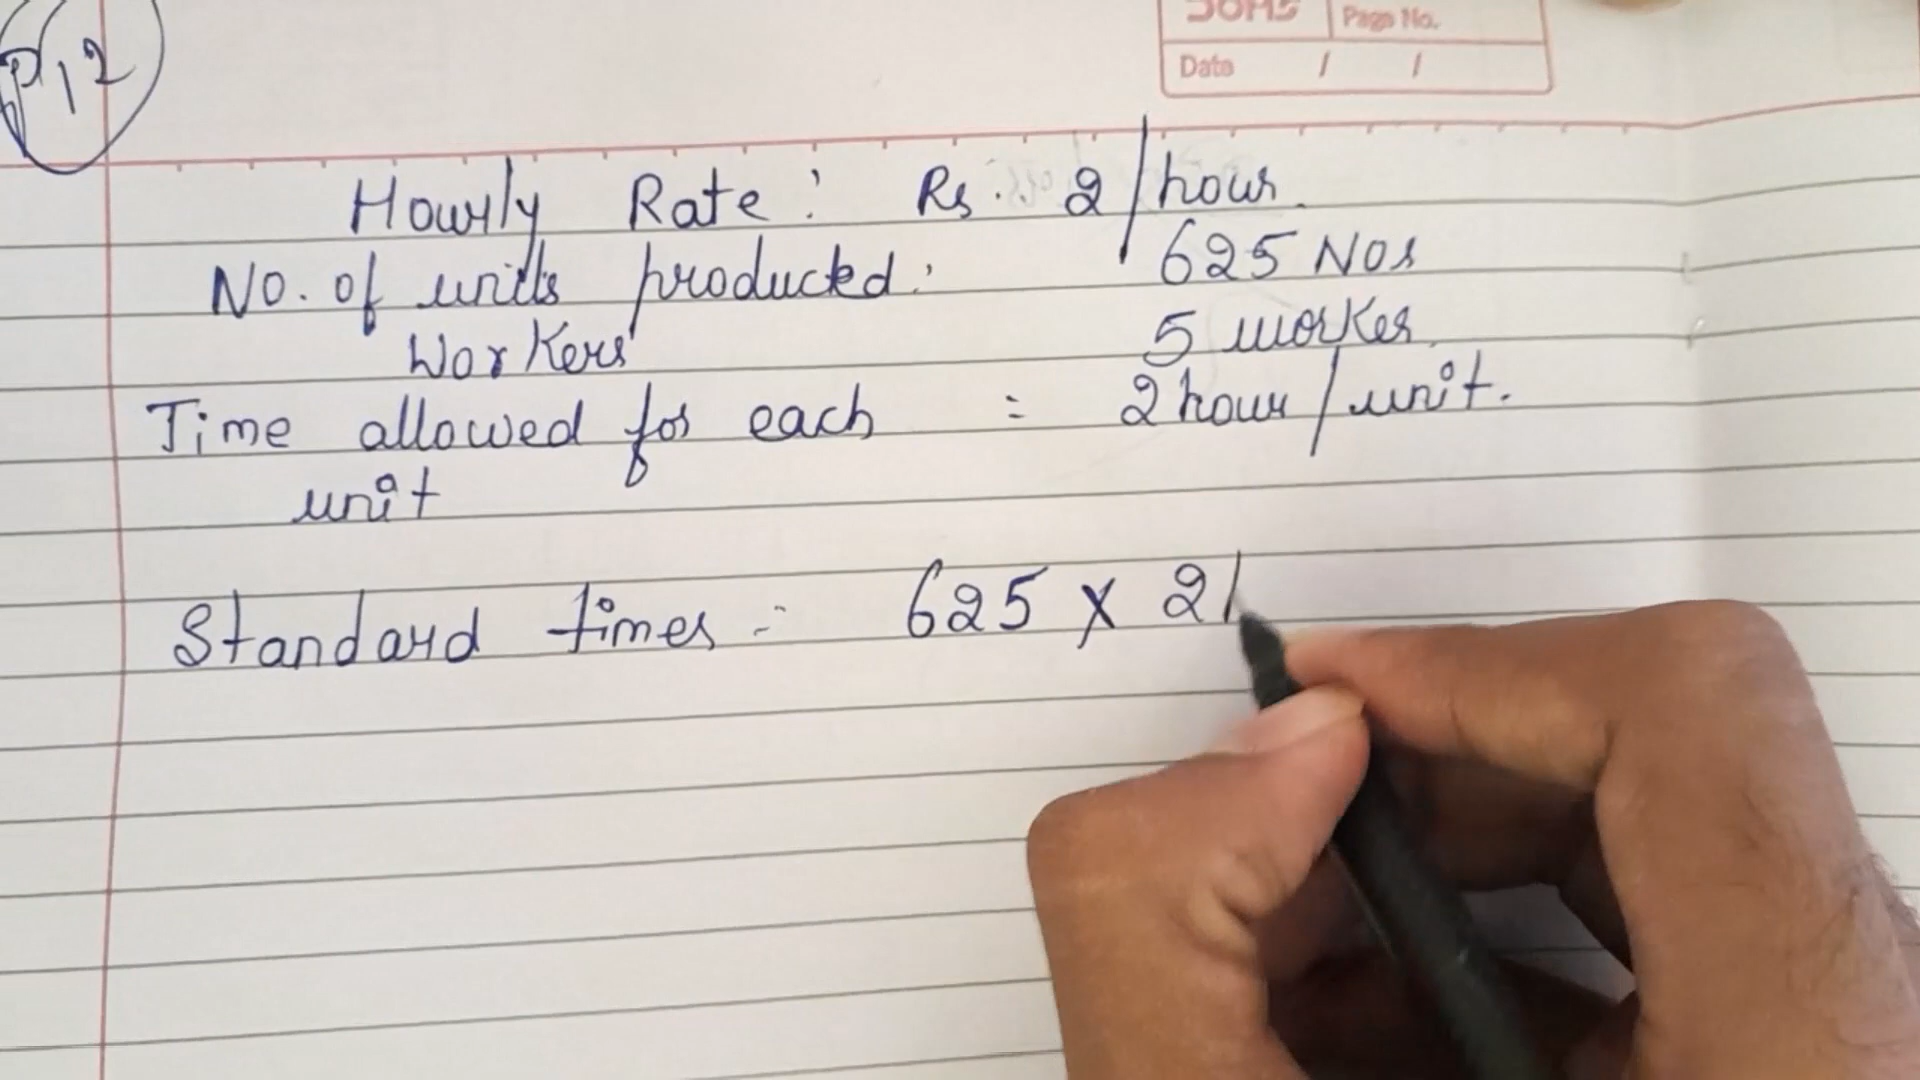 P12
Page No.
Date / /
Hourly Rate: Rs. 2/hour.
No. of units produced: 625 Nos
Workers 5 worker.
Time allowed for each = 2 hour/unit.
unit
Standard times = 625 x 2